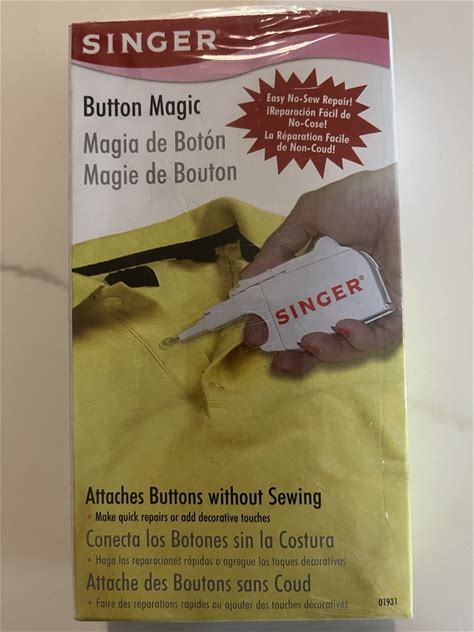 SINGER®
Button Magic
Magia de Botón
Magie de Bouton
Easy No-Sew Repair!
¡Reparación Fácil de
No-Cose!
La Réparation Facile
de Non-Coud!
SINGER®
Attaches Buttons without Sewing
• Make quick repairs or add decorative touches
Conecta los Botones sin la Costura
• Haga las reparaciones rápidas o agregue los toques decorativos
Attache des Boutons sans Coud
• Faire des réparations rapides ou ajouter des touches décoratives
01931